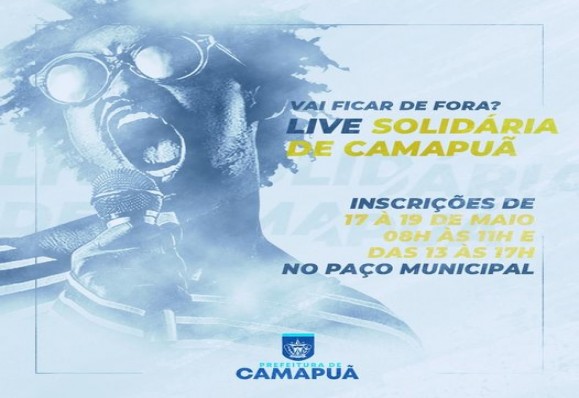 VAI FICAR DE FORA?
LIVE SOLIDÁRIA
DE CAMAPUÃ
INSCRIÇÕES DE
17 À 19 DE MAIO
08H ÀS 11H E
DAS 13 ÀS 17H
NO PAÇO MUNICIPAL
PREFEITURA DE
CAMAPUÃ